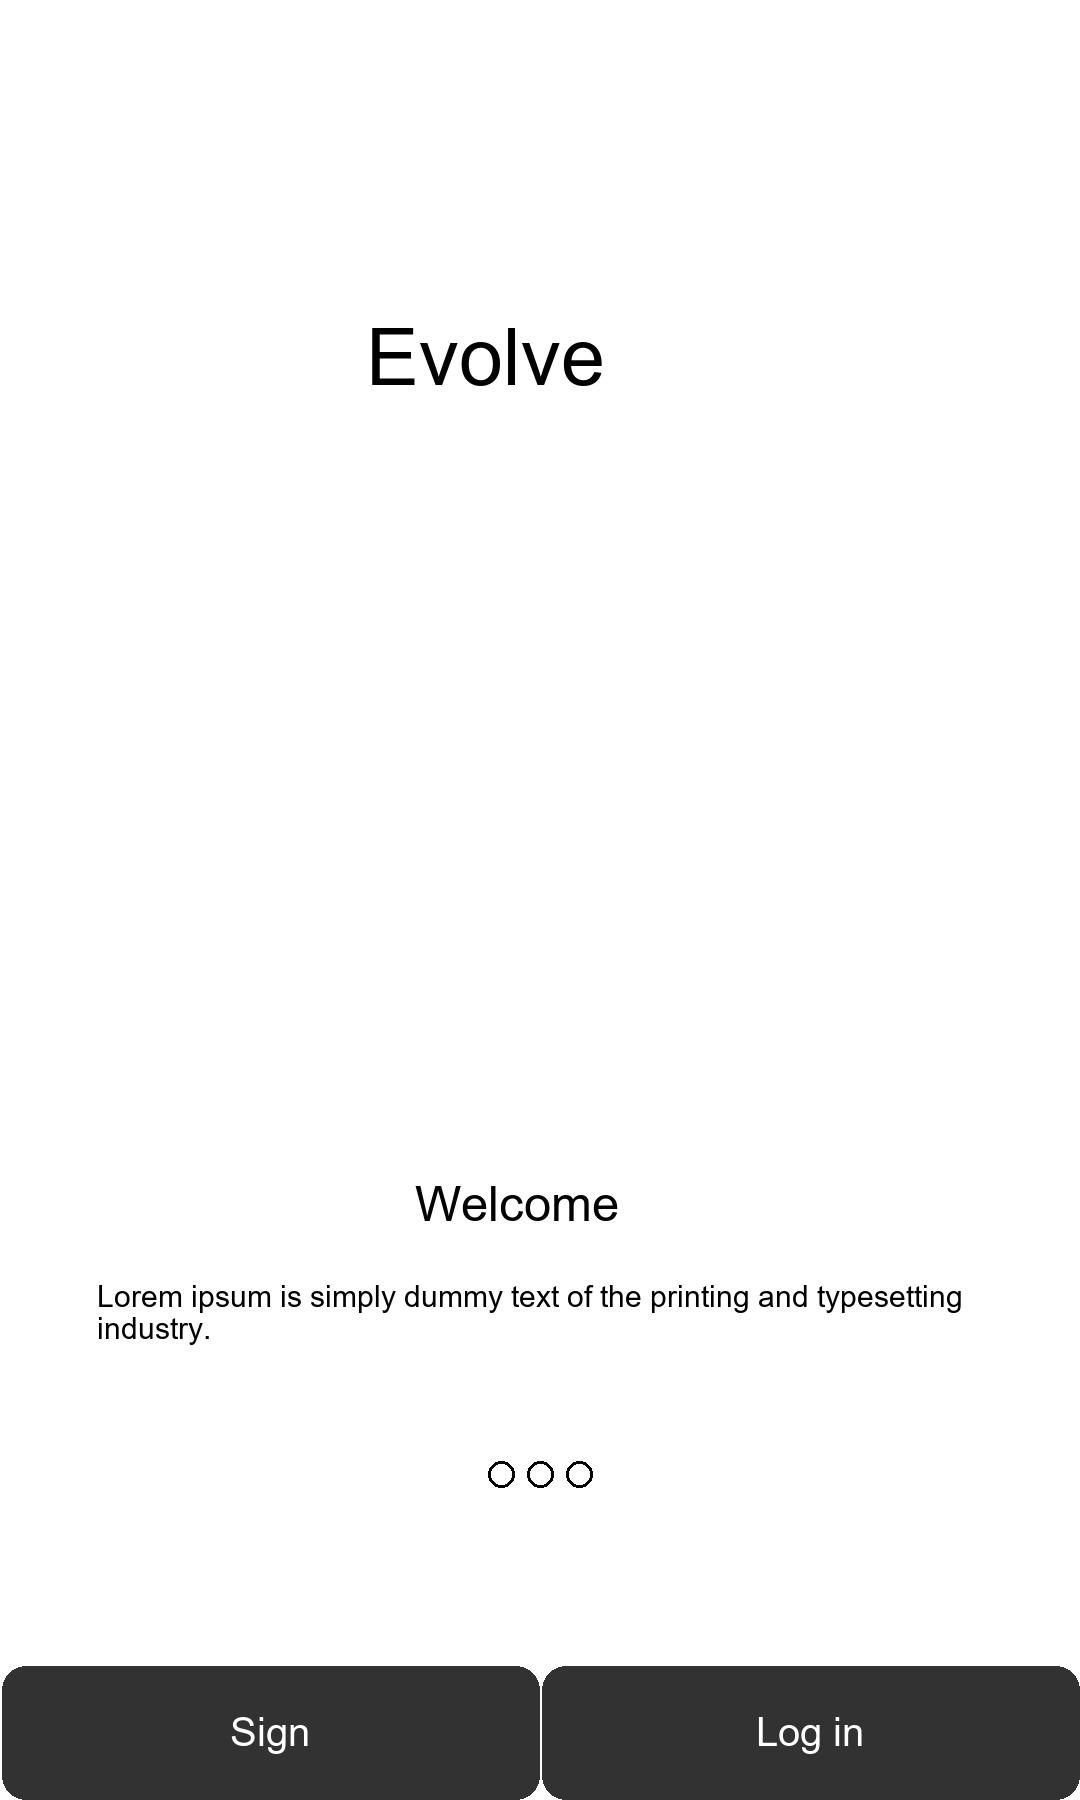 Evolve
Welcome
Lorem ipsum is simply dummy text of the printing and typesetting
industry.
Sign
Log in